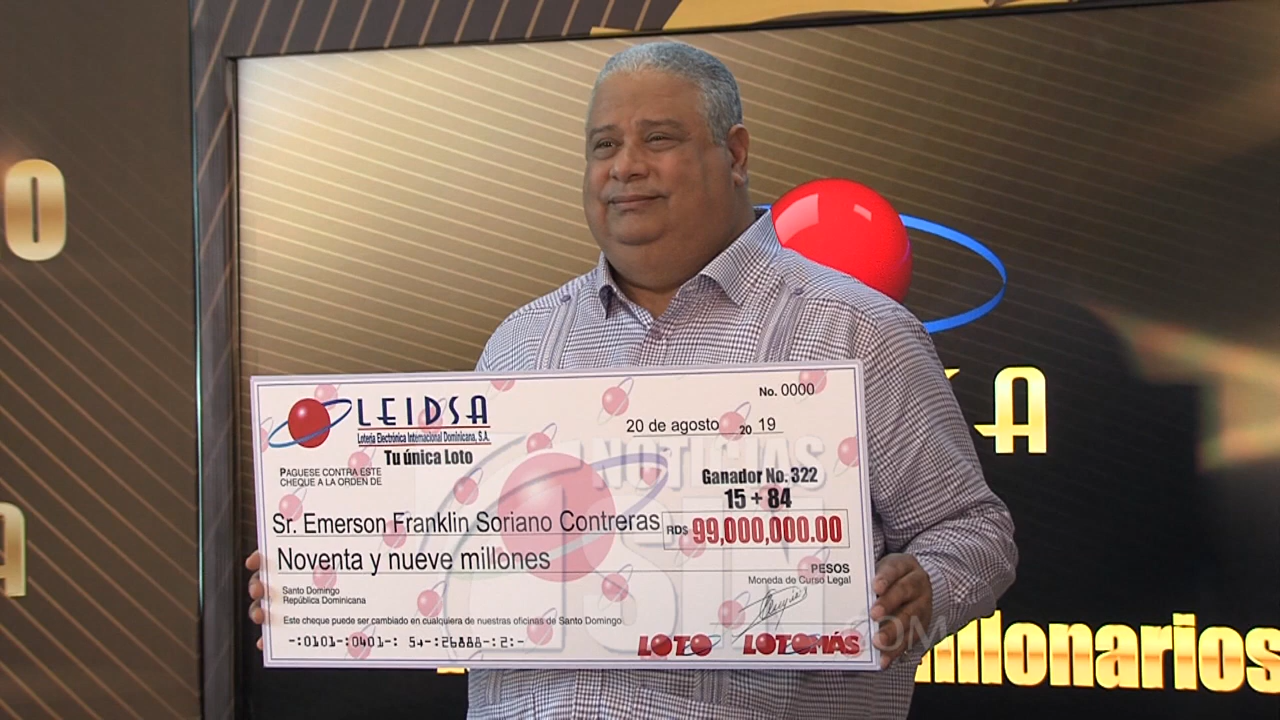 O
A
LEIDSA
Lotería Electrónica Internacional Dominicana, S.A.
Tu única Loto
No. 0000
20 de agosto 20 19
PAGUESE CONTRA ESTE
CHEQUE A LA ORDEN DE
NOTICIAS
Ganador No. 322
15 + 84
Sr. Emerson Franklin Soriano Contreras
RD$ 99,000,000.00
Noventa y nueve millones
PESOS
Moneda de Curso Legal
Santo Domingo
República Dominicana
Este cheque puede ser cambiado en cualquiera de nuestras oficinas de Santo Domingo
-:0101-:0401-: 54-:26888-:2:-
LOTO
LOTOMÁS
.COM
A
millonarios